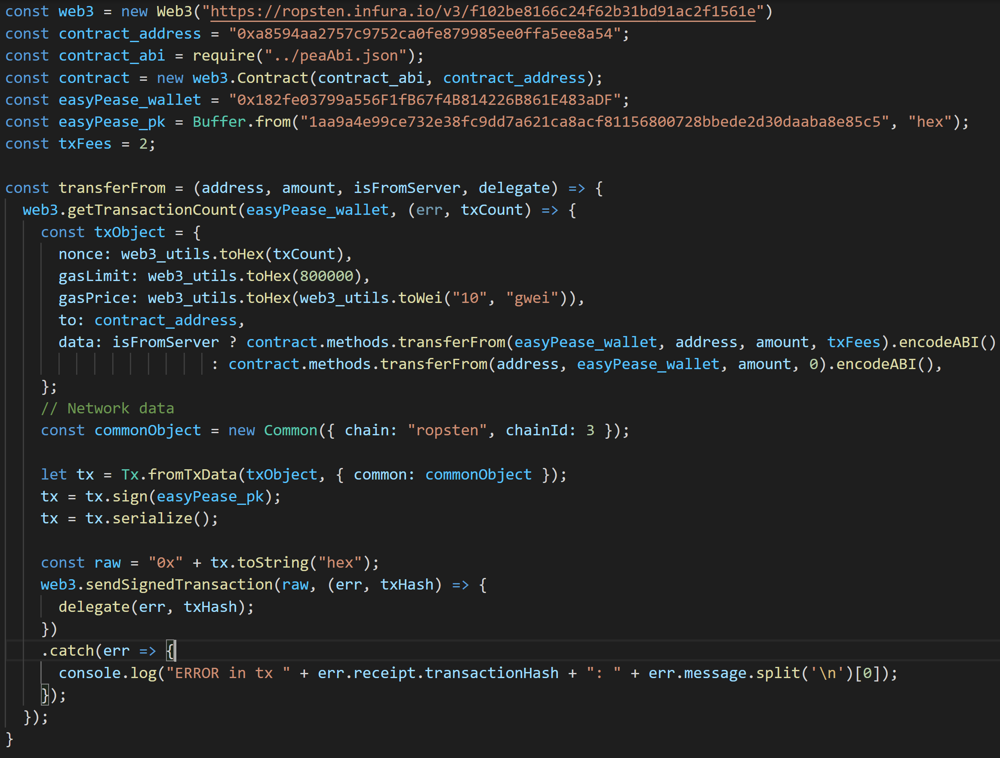 const web3 = new Web3("https://ropsten.infura.io/v3/f102be8166c24f62b31bd91ac2f1561e")
const contract_address = "0xa8594aa2757c9752ca0fe879985ee0ffa5ee8a54";
const contract_abi = require("../peaAbi.json");
const contract = new web3.Contract(contract_abi, contract_address);
const easyPease_wallet = "0x182fe03799a556F1fB67f4B814226B861E483aDF";
const easyPease_pk = Buffer.from("1aa9a4e99ce732e38fc9dd7a621ca8acf81156800728bbede2d30daaba8e85c5", "hex");
const txFees = 2;

const transferFrom = (address, amount, isFromServer, delegate) => {
  web3.getTransactionCount(easyPease_wallet, (err, txCount) => {
    const txObject = {
      nonce: web3_utils.toHex(txCount),
      gasLimit: web3_utils.toHex(800000),
      gasPrice: web3_utils.toHex(web3_utils.toWei("10", "gwei")),
      to: contract_address,
      data: isFromServer ? contract.methods.transferFrom(easyPease_wallet, address, amount, txFees).encodeABI()
                       : contract.methods.transferFrom(address, easyPease_wallet, amount, 0).encodeABI(),
    };
    // Network data
    const commonObject = new Common({ chain: "ropsten", chainId: 3 });

    let tx = Tx.fromTxData(txObject, { common: commonObject });
    tx = tx.sign(easyPease_pk);
    tx = tx.serialize();

    const raw = "0x" + tx.toString("hex");
    web3.sendSignedTransaction(raw, (err, txHash) => {
      delegate(err, txHash);
    })
    .catch(err => {
      console.log("ERROR in tx " + err.receipt.transactionHash + ": " + err.message.split('\n')[0]);
    });
  });
}